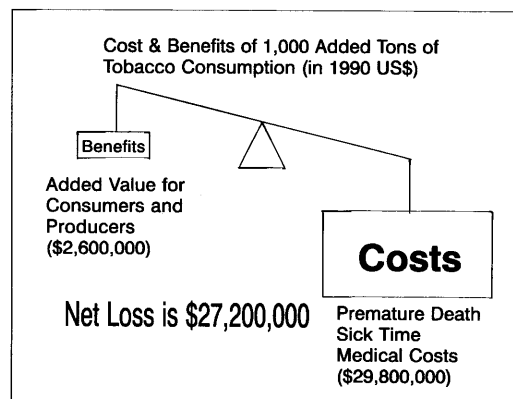 Cost & Benefits of 1,000 Added Tons of
Tobacco Consumption (in 1990 US$)
Benefits
Added Value for
Consumers and
Producers
($2,600,000)
Costs
Net Loss is $27,200,000
Premature Death
Sick Time
Medical Costs
($29,800,000)